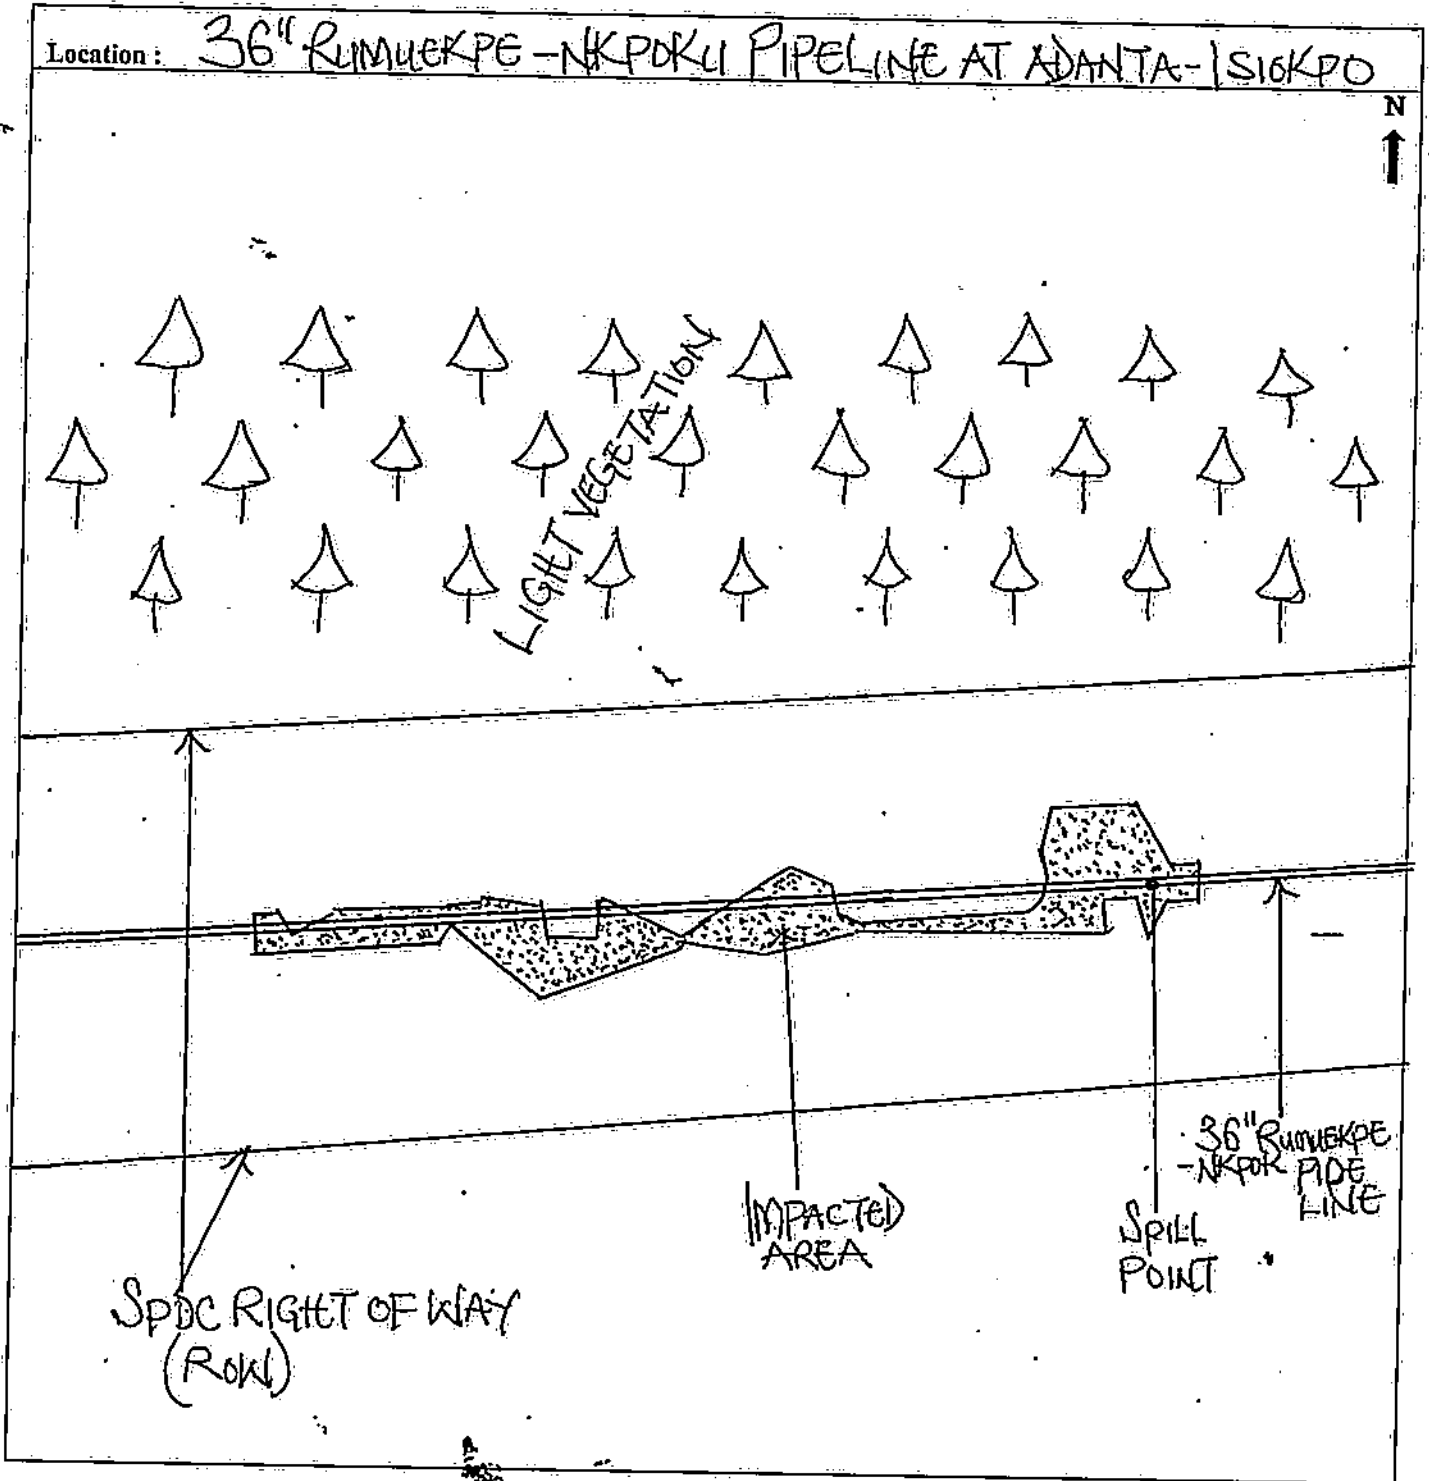 Location : 36" RUMUEKPE -NKPOKU PIPELINE AT ADANTA-ISIOKPO
N
LIGHT VEGETATION
36" RUMUEKPE
-NKPOK PIDE
LINE
IMPACTED
AREA
SPILL
POINT
SPDC RIGHT OF WAY
(ROW)